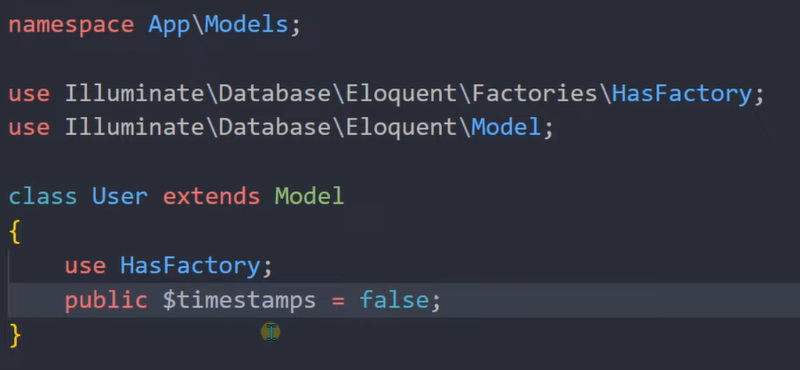 namespace App\Models;
use Illuminate\Database\Eloquent\Factories\HasFactory;
use Illuminate\Database\Eloquent\Model;
class User extends Model
{
use HasFactory;
public $timestamps = false;
}